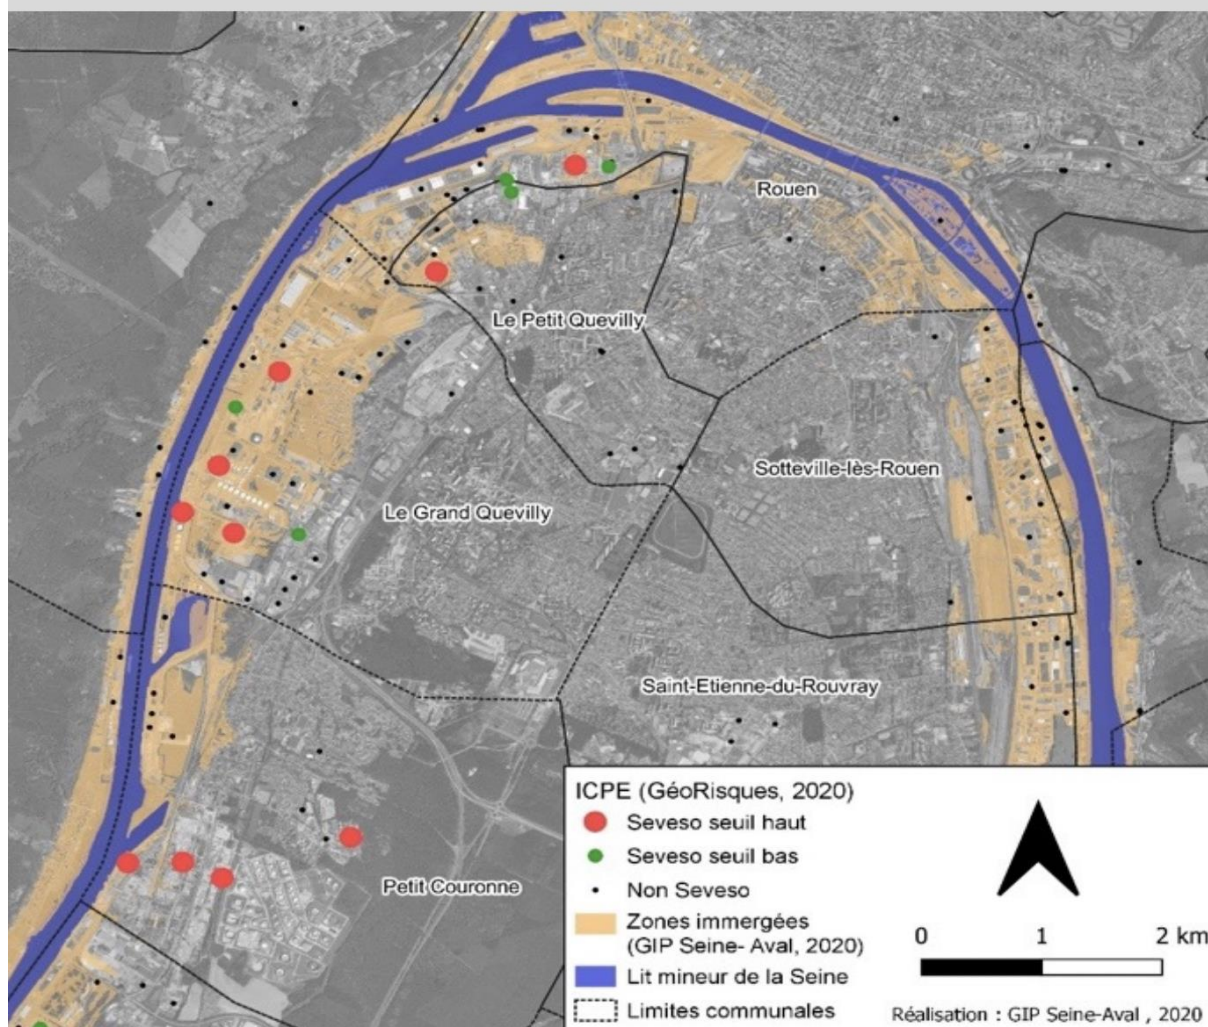 Rouen
Le Petit Quevilly
Sotteville-lès-Rouen
Le Grand Quevilly
Saint-Etienne-du-Rouvray
Petit Couronne
ICPE (GéoRisques, 2020)
Seveso seuil haut
Seveso seuil bas
Non Seveso
Zones immergées
(GIP Seine- Aval, 2020)
Lit mineur de la Seine
Limites communales
0 1 2 km
Réalisation : GIP Seine-Aval , 2020